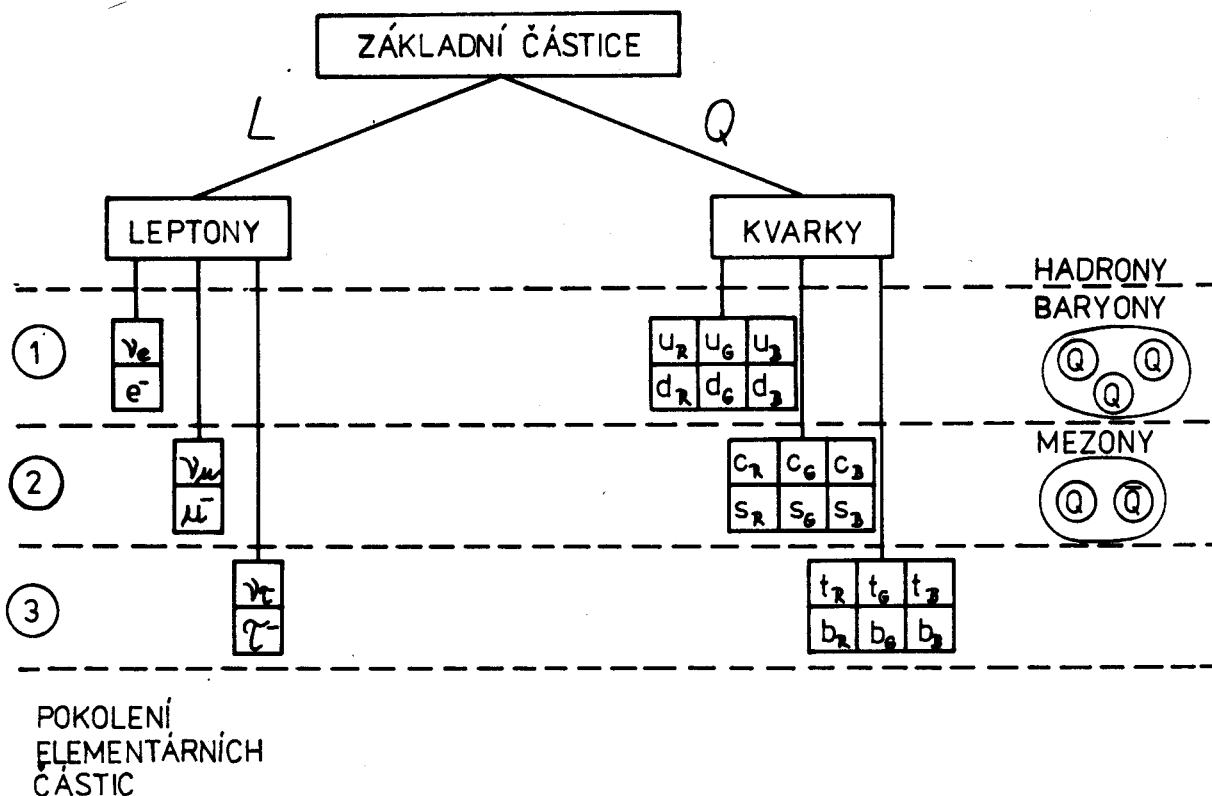 ZÁKLADNÍ ČÁSTICE
L Q
LEPTONY KVARKY
HADRONY
BARYONY
1 νe uR uG uB Q Q
e⁻ dR dG dB Q
MEZONY
2 νμ cR cG cB Q Q̄
μ⁻ sR sG sB
3 ντ tR tG tB
τ⁻ bR bG bB
POKOLENÍ
ELEMENTÁRNÍCH
ČÁSTIC